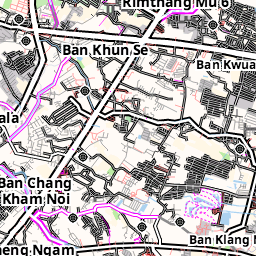 Rimthang Mu 6
Ban Khun Se
Ban Kwua
ala
Ban Chang
Kham Noi
Ban Klang
eng Ngam